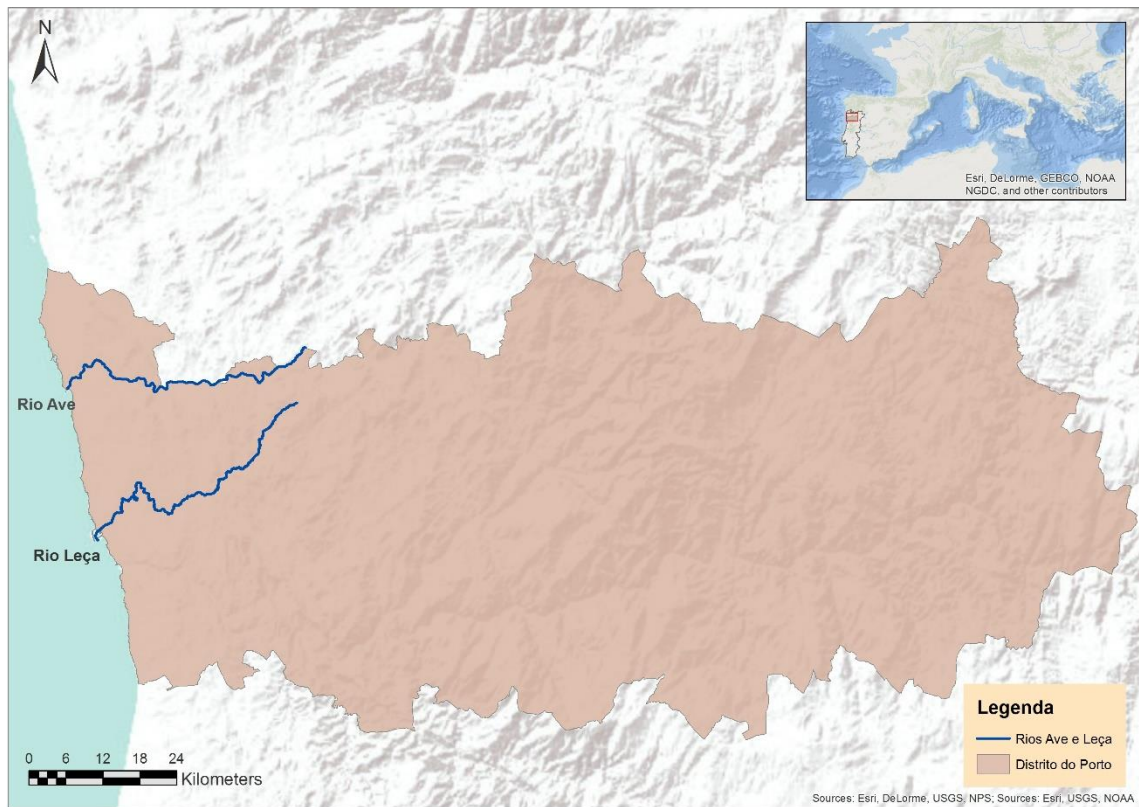 N
Esri, DeLorme, GEBCO, NOAA
NGDC, and other contributors
Rio Ave
Rio Leça
Legenda
Rios Ave e Leça
Distrito do Porto
0 6 12 18 24
Kilometers
Sources: Esri, DeLorme, USGS, NPS; Sources: Esri, USGS, NOAA